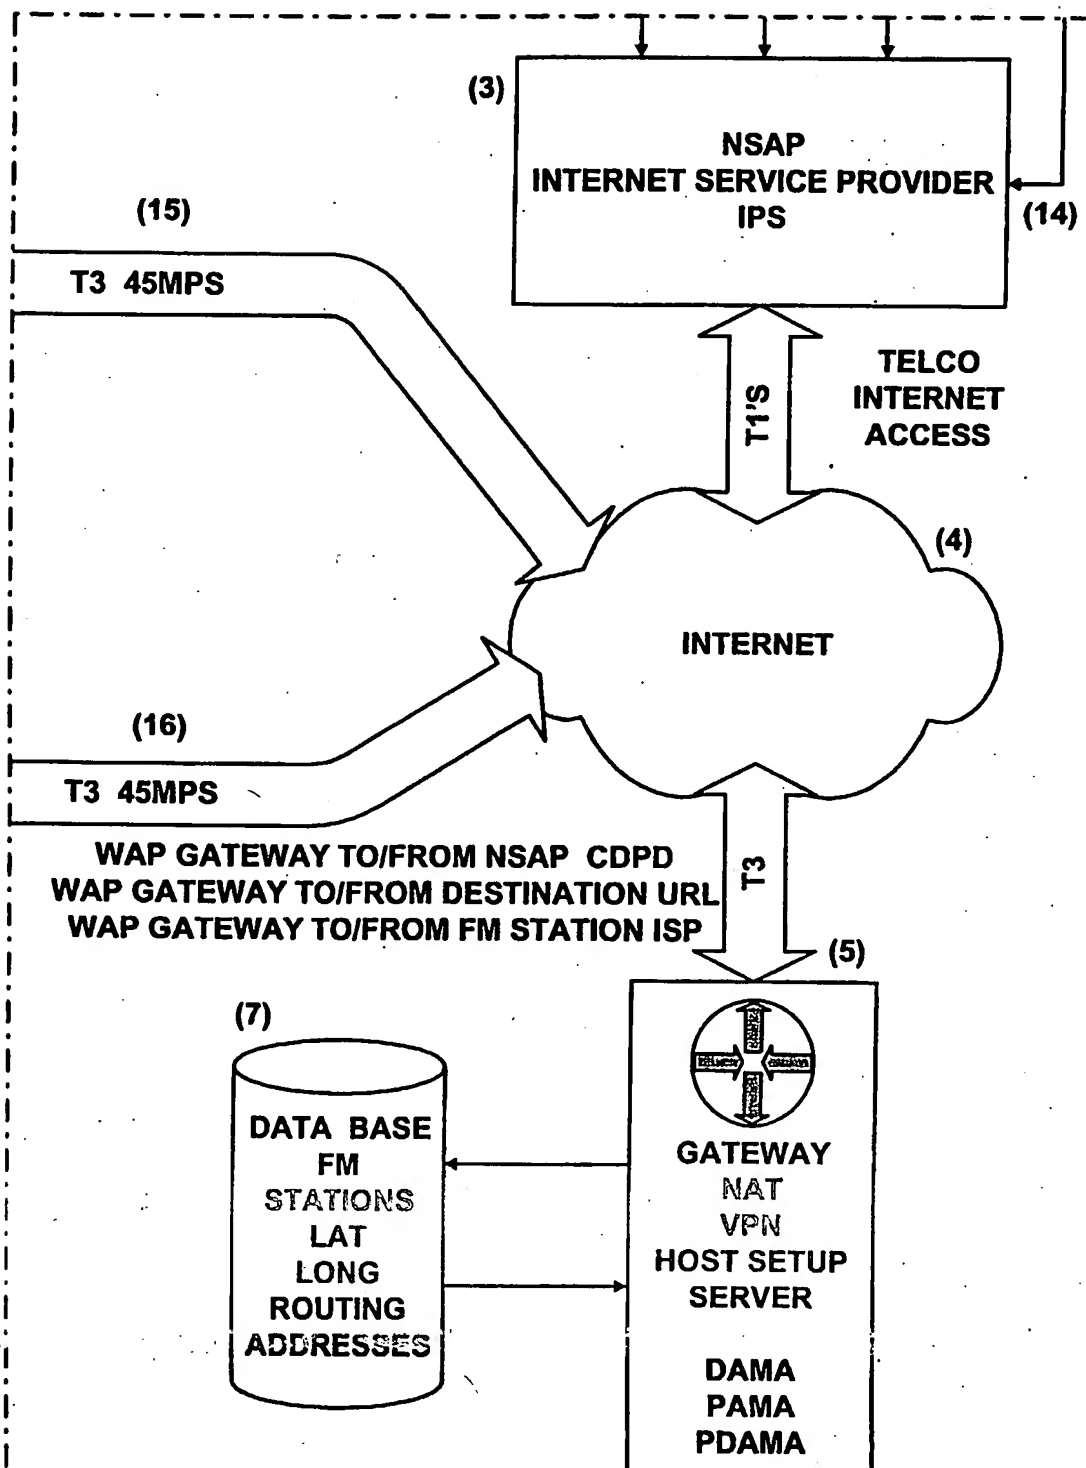 (3)
NSAP
INTERNET SERVICE PROVIDER
IPS
(14)
(15)
T3 45MPS
T1'S
TELCO
INTERNET
ACCESS
(4)
INTERNET
(16)
T3 45MPS
WAP GATEWAY TO/FROM NSAP CDPD
WAP GATEWAY TO/FROM DESTINATION URL
WAP GATEWAY TO/FROM FM STATION ISP
T3
(5)
(7)
DATA BASE
FM
STATIONS
LAT
LONG
ROUTING
ADDRESSES
GATEWAY
NAT
VPN
HOST SETUP
SERVER
DAMA
PAMA
PDAMA